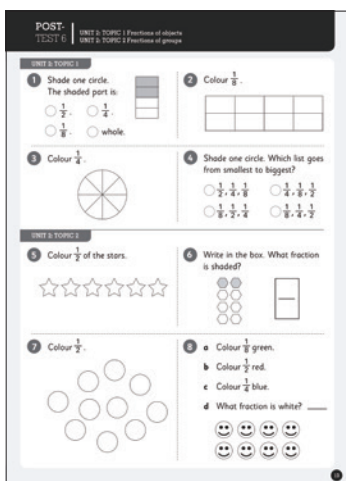 POST-
TEST 6
UNIT 2: TOPIC 1 Fractions of objects
UNIT 2: TOPIC 2 Fractions of groups
UNIT 2: TOPIC 1
1 Shade one circle.
The shaded part is:
1/2. 1/4.
1/8. whole.
2 Colour 1/8.
3 Colour 1/4.
4 Shade one circle. Which list goes
from smallest to biggest?
1/2, 1/4, 1/8 1/4, 1/8, 1/2
1/8, 1/2, 1/4 1/8, 1/4, 1/2
UNIT 2: TOPIC 2
5 Colour 1/2 of the stars.
6 Write in the box. What fraction
is shaded?
7 Colour 1/2.
8 a Colour 1/8 green.
b Colour 1/2 red.
c Colour 1/4 blue.
d What fraction is white? ____